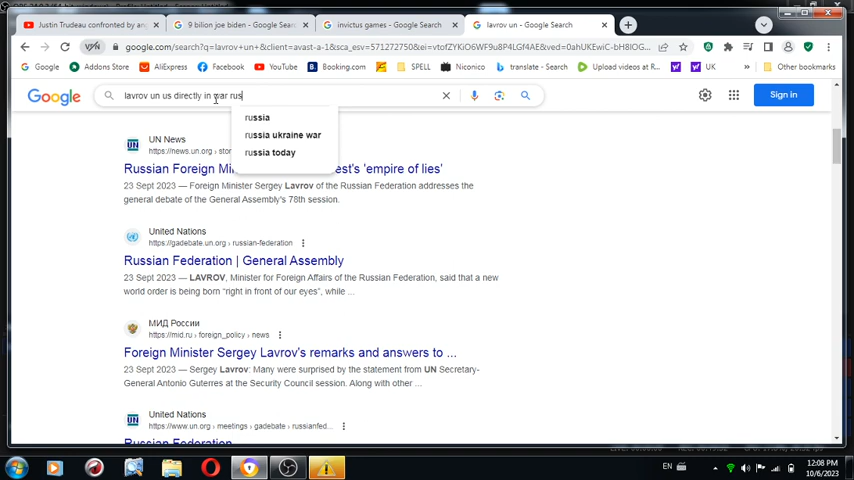 Justin Trudeau confronted by ang
9 bilion joe biden - Google Sear
invictus games - Google Search
lavrov un - Google Search
VPN
google.com/search?q=lavrov+un+&client=avast-a-1&sca_esv=571272750&ei=
Google
Addons Store
AliExpress
Facebook
YouTube
Booking.com
SPELL
Niconico
translate - Search
Upload videos at R...
UK
Other bookmarks
Google
lavrov un us directly in war rus
Sign in
russia
russia ukraine war
russia today
UN News
https://news.un.org › stor
Russian Foreign Mi est's 'empire of lies'
23 Sept 2023 — Foreign Minister Sergey Lavrov of the Russian Federation addresses the
general debate of the General Assembly's 78th session.
United Nations
https://gadebate.un.org › russian-federation
Russian Federation | General Assembly
23 Sept 2023 — LAVROV, Minister for Foreign Affairs of the Russian Federation, said that a new
world order is being born “right in front of our eyes”, while ...
МИД России
https://mid.ru › foreign_policy › news
Foreign Minister Sergey Lavrov's remarks and answers to ...
23 Sept 2023 — Sergey Lavrov: Many were surprised by the statement from UN Secretary-
General Antonio Guterres at the Security Council session. Along with other ...
United Nations
https://www.un.org › meetings › gadebate › russianfed...
Russian Federation
EN
12:08 PM
10/6/2023